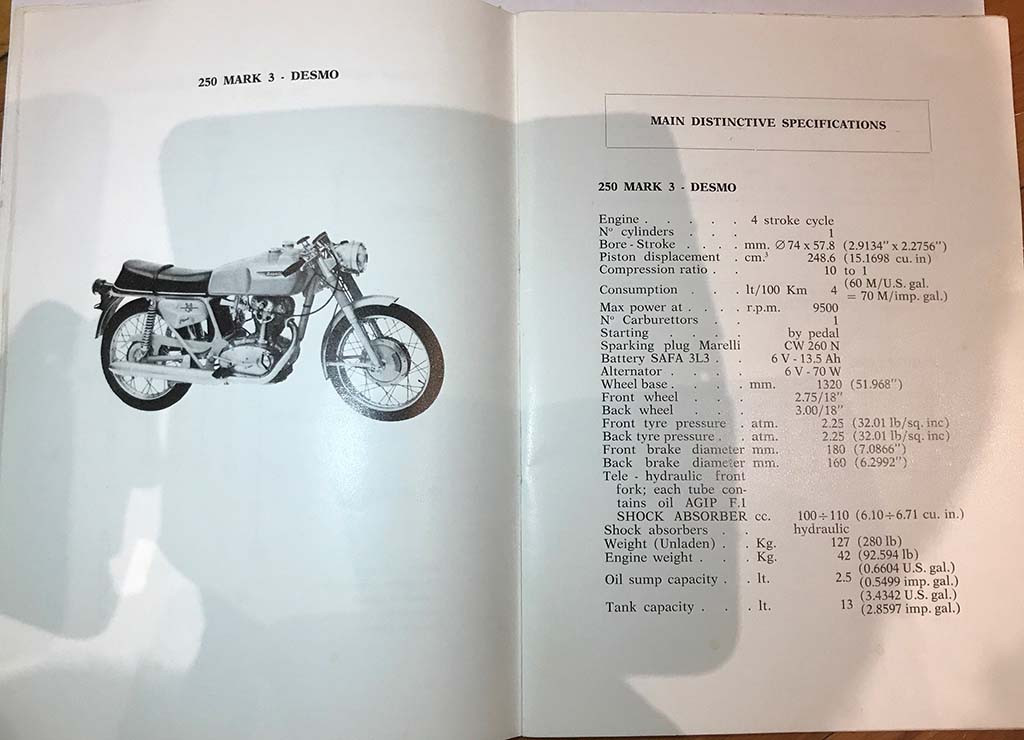 250 MARK 3 - DESMO
MAIN DISTINCTIVE SPECIFICATIONS
250 MARK 3 - DESMO
Engine . . . . . 4 stroke cycle
Nº cylinders . . . 1
Bore - Stroke . . . . mm. Ø 74 x 57.8 (2.9134" x 2.2756")
Piston displacement . cm.³ 248.6 (15.1698 cu. in)
Compression ratio . . 10 to 1
Consumption . . . lt/100 Km 4 (60 M/U.S. gal.
= 70 M/imp. gal.)
Max power at . . . . r.p.m. 9500
Nº Carburettors . 1
Starting . . . . by pedal
Sparking plug Marelli CW 260 N
Battery SAFA 3L3 . . 6 V - 13.5 Ah
Alternator . . . . 6 V - 70 W
Wheel base . . . . . mm. 1320 (51.968")
Front wheel . . . 2.75/18"
Back wheel . . . 3.00/18"
Front tyre pressure . atm. 2.25 (32.01 lb/sq. inc)
Back tyre pressure . . atm. 2.25 (32.01 lb/sq. inc)
Front brake diameter mm. 180 (7.0866")
Back brake diameter mm. 160 (6.2992")
Tele - hydraulic front
fork; each tube con-
tains oil AGIP F.1
SHOCK ABSORBER cc. 100÷110 (6.10÷6.71 cu. in.)
Shock absorbers . . hydraulic
Weight (Unladen) . . Kg. 127 (280 lb)
Engine weight . . . Kg. 42 (92.594 lb)
Oil sump capacity . . lt. 2.5 (0.6604 U.S. gal.)
(0.5499 imp. gal.)
Tank capacity . . . lt. 13 (3.4342 U.S. gal.)
(2.8597 imp. gal.)